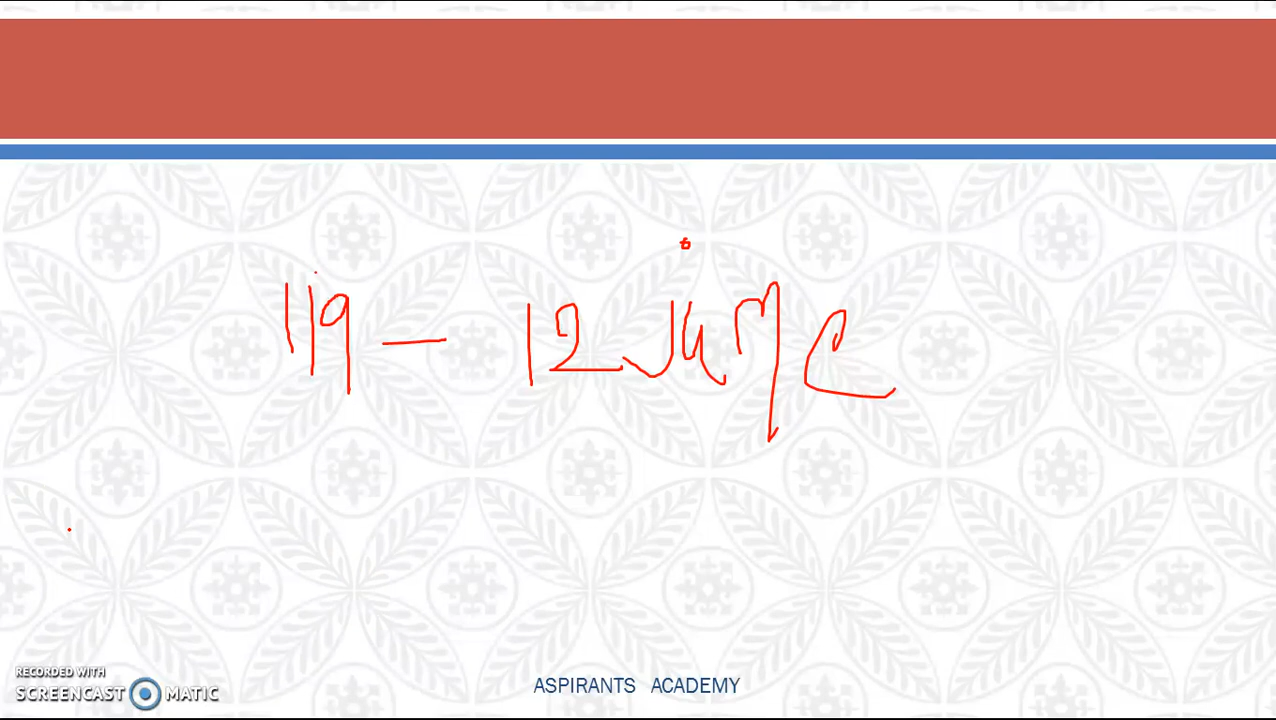 119 - 12 June
RECORDED WITH
SCREENCAST MATIC
ASPIRANTS ACADEMY